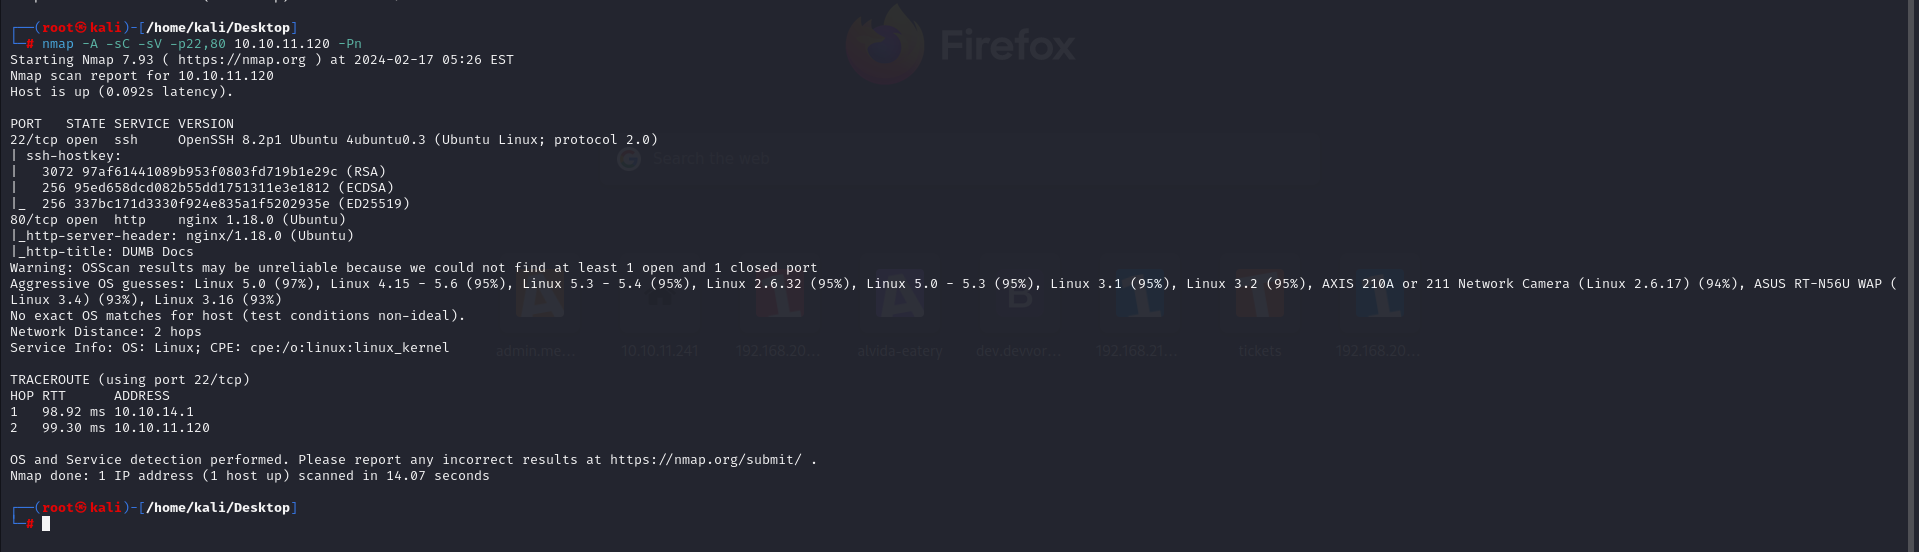 ┌──(root㉿kali)-[/home/kali/Desktop]
└─# nmap -A -sC -sV -p22,80 10.10.11.120 -Pn
Starting Nmap 7.93 ( https://nmap.org ) at 2024-02-17 05:26 EST
Nmap scan report for 10.10.11.120
Host is up (0.092s latency).
PORT   STATE SERVICE VERSION
22/tcp open  ssh     OpenSSH 8.2p1 Ubuntu 4ubuntu0.3 (Ubuntu Linux; protocol 2.0)
| ssh-hostkey:
|   3072 97af61441089b953f0803fd719b1e29c (RSA)
|   256 95ed658dcd082b55dd1751311e3e1812 (ECDSA)
|_  256 337bc171d3330f924e835a1f5202935e (ED25519)
80/tcp open  http    nginx 1.18.0 (Ubuntu)
|_http-server-header: nginx/1.18.0 (Ubuntu)
|_http-title: DUMB Docs
Warning: OSScan results may be unreliable because we could not find at least 1 open and 1 closed port
Aggressive OS guesses: Linux 5.0 (97%), Linux 4.15 - 5.6 (95%), Linux 5.3 - 5.4 (95%), Linux 2.6.32 (95%), Linux 5.0 - 5.3 (95%), Linux 3.1 (95%), Linux 3.2 (95%), AXIS 210A or 211 Network Camera (Linux 2.6.17) (94%), ASUS RT-N56U WAP (
Linux 3.4) (93%), Linux 3.16 (93%)
No exact OS matches for host (test conditions non-ideal).
Network Distance: 2 hops
Service Info: OS: Linux; CPE: cpe:/o:linux:linux_kernel
TRACEROUTE (using port 22/tcp)
HOP RTT      ADDRESS
1   98.92 ms 10.10.14.1
2   99.30 ms 10.10.11.120
OS and Service detection performed. Please report any incorrect results at https://nmap.org/submit/ .
Nmap done: 1 IP address (1 host up) scanned in 14.07 seconds
┌──(root㉿kali)-[/home/kali/Desktop]
└─#
Firefox
Search the web
admin.me...
10.10.11.241
192.168.20...
alvida-eatery
dev.devvor...
192.168.21...
tickets
192.168.20...